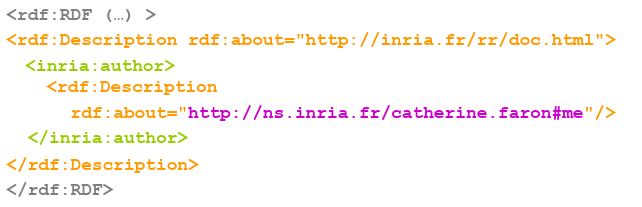 <rdf:RDF (…) >
<rdf:Description rdf:about="http://inria.fr/rr/doc.html">
<inria:author>
<rdf:Description
rdf:about="http://ns.inria.fr/catherine.faron#me"/>
</inria:author>
</rdf:Description>
</rdf:RDF>